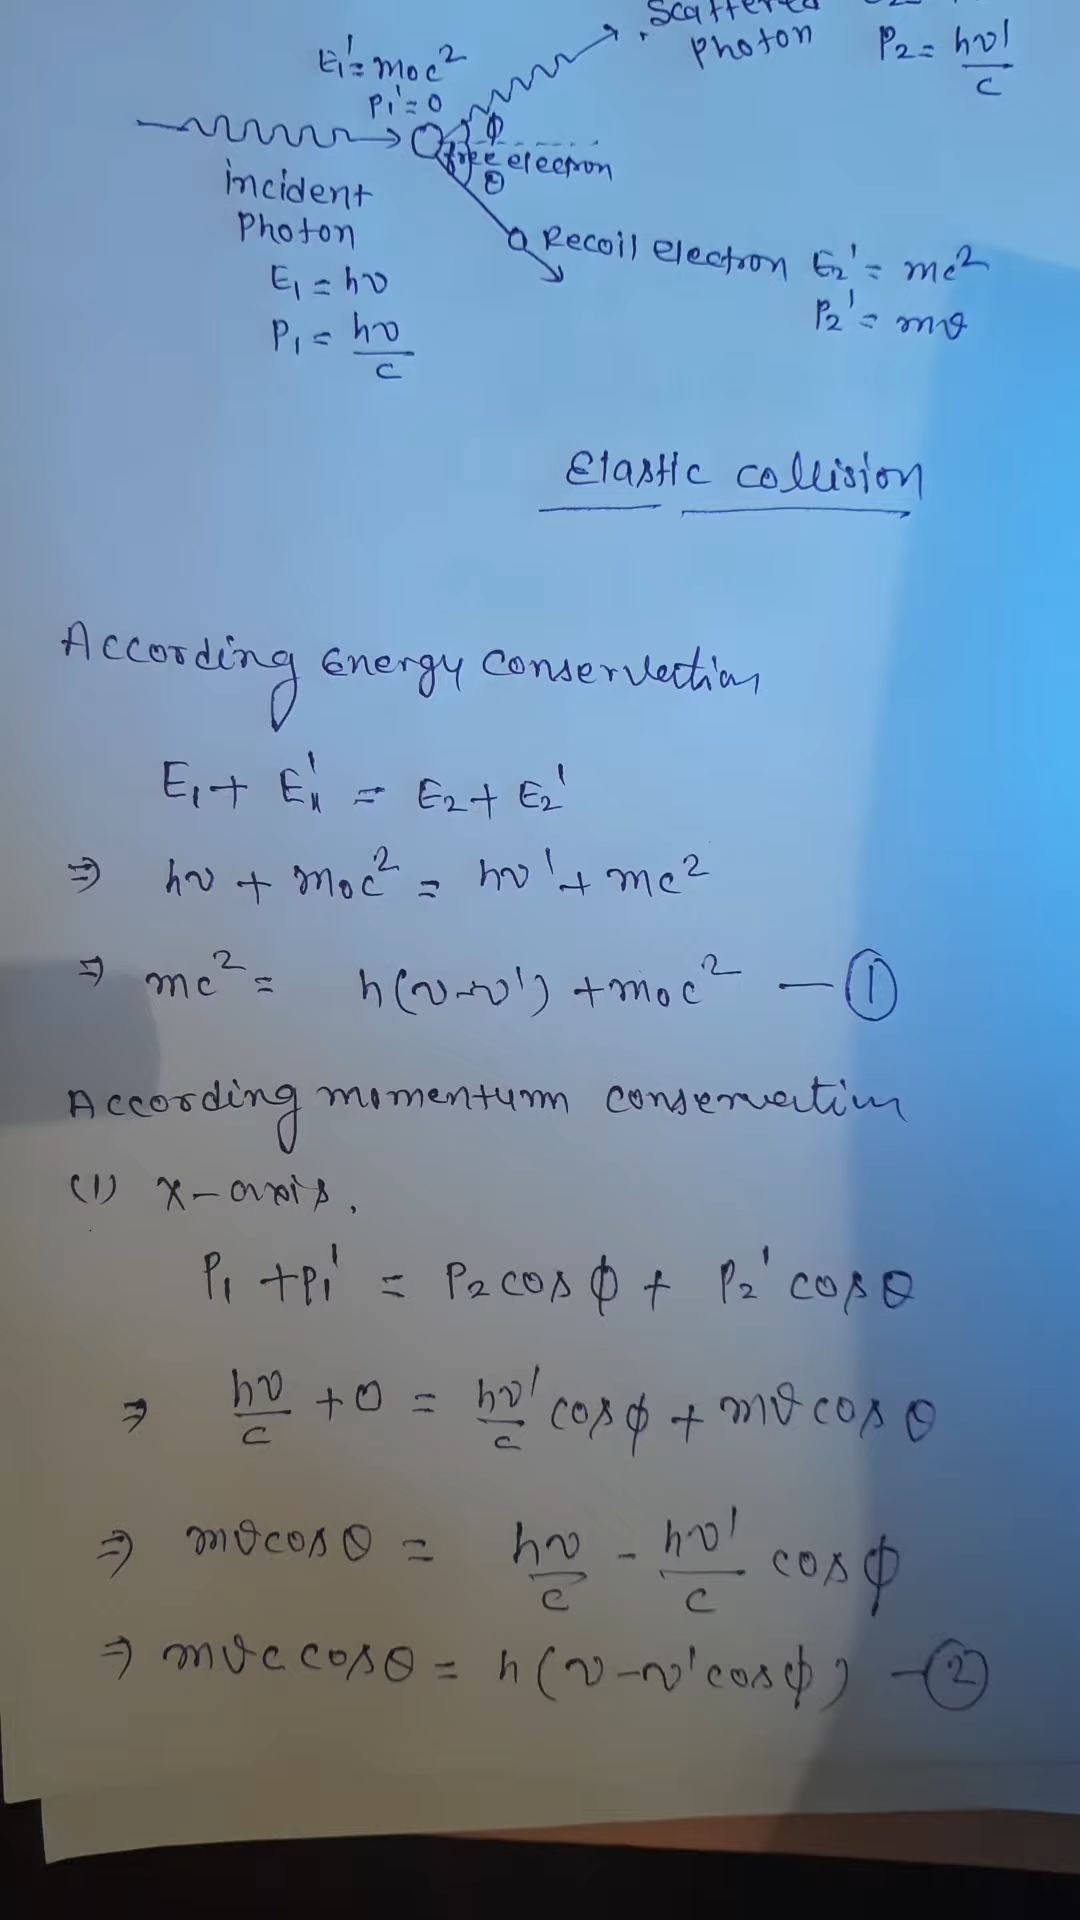 Scattered
photon
P₂ = hν'/c
E₁' = m₀c²
P₁' = 0
ϕ
free electron
θ
incident
Photon
E₁ = hν
P₁ = hν/c
Recoil electron E₂' = mc²
P₂' = mv
Elastic collision
According Energy conservation
E₁ + E₁' = E₂ + E₂'
⇒ hν + m₀c² = hν' + mc²
⇒ mc² = h(ν-ν') + m₀c² — ①
According momentum conservation
(1) x-axis,
P₁ + P₁' = P₂ cos ϕ + P₂' cos θ
⇒ hν/c + 0 = hν'/c cos ϕ + mv cos θ
⇒ mv cos θ = hν/c - hν'/c cos ϕ
⇒ mvc cos θ = h(ν-ν' cos ϕ) — ②